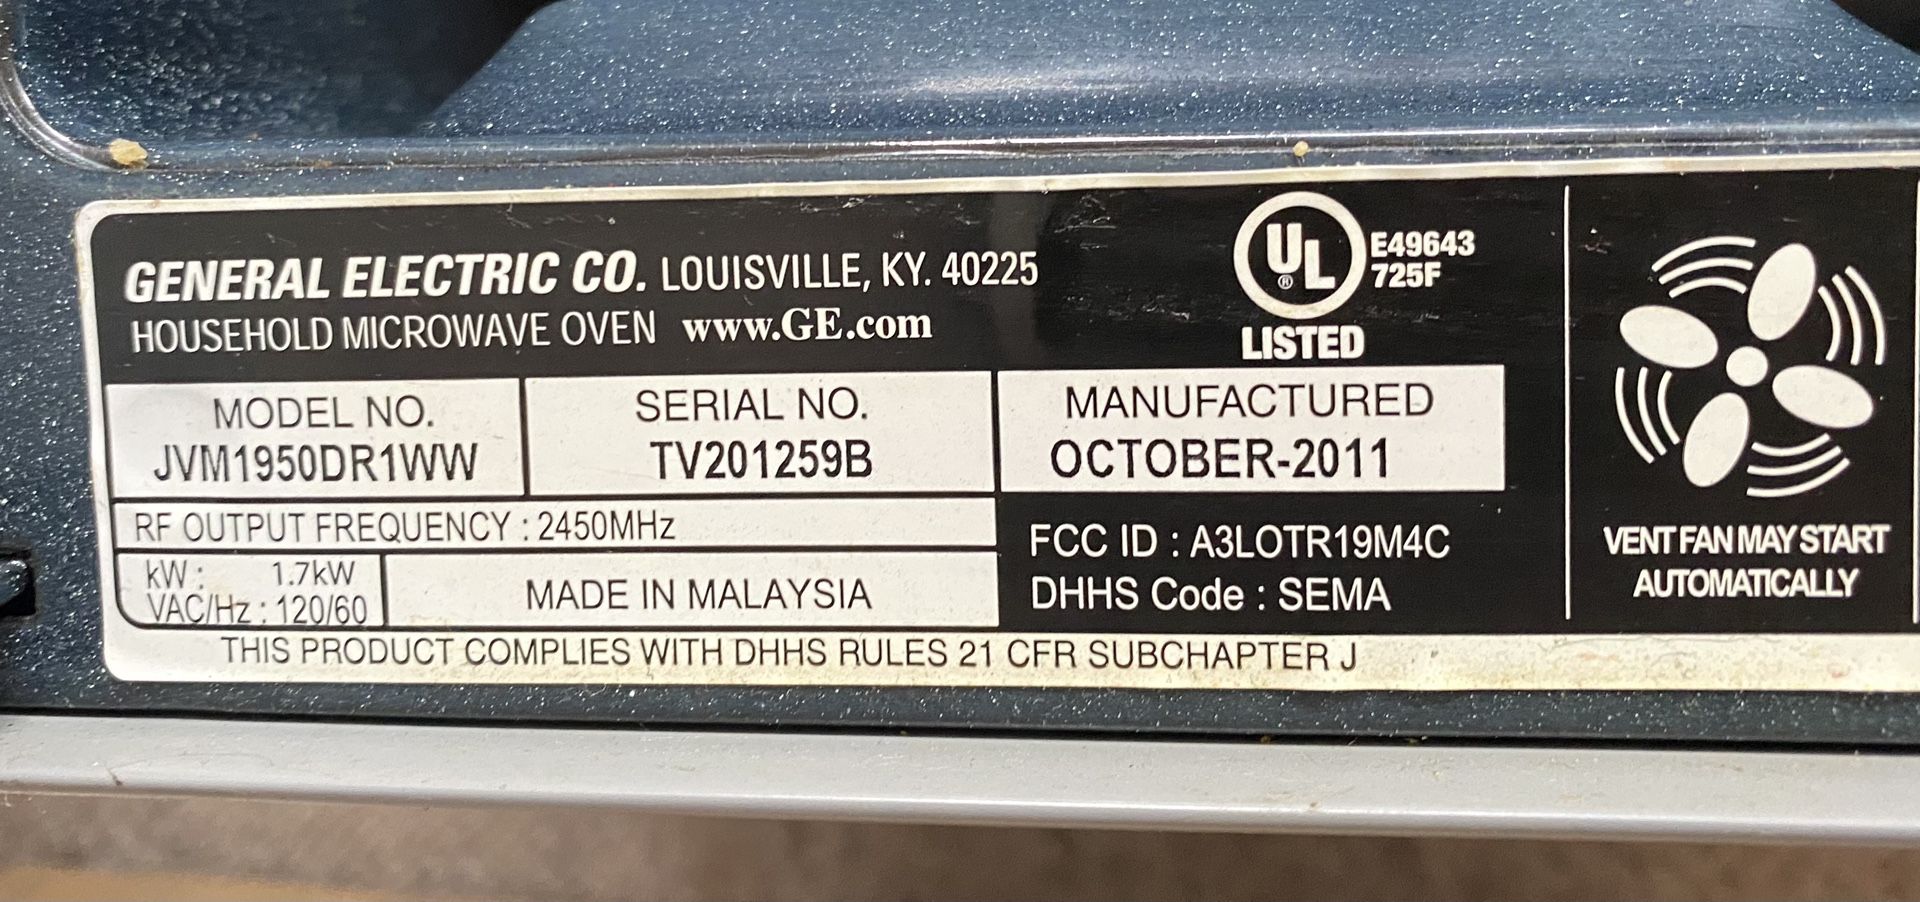 GENERAL ELECTRIC CO. LOUISVILLE, KY. 40225
HOUSEHOLD MICROWAVE OVEN www.GE.com
UL ®
LISTED
E49643
725F
MODEL NO.
JVM1950DR1WW
SERIAL NO.
TV201259B
MANUFACTURED
OCTOBER-2011
RF OUTPUT FREQUENCY : 2450MHz
kW : 1.7kW
VAC/Hz : 120/60
MADE IN MALAYSIA
FCC ID : A3LOTR19M4C
DHHS Code : SEMA
VENT FAN MAY START
AUTOMATICALLY
THIS PRODUCT COMPLIES WITH DHHS RULES 21 CFR SUBCHAPTER J